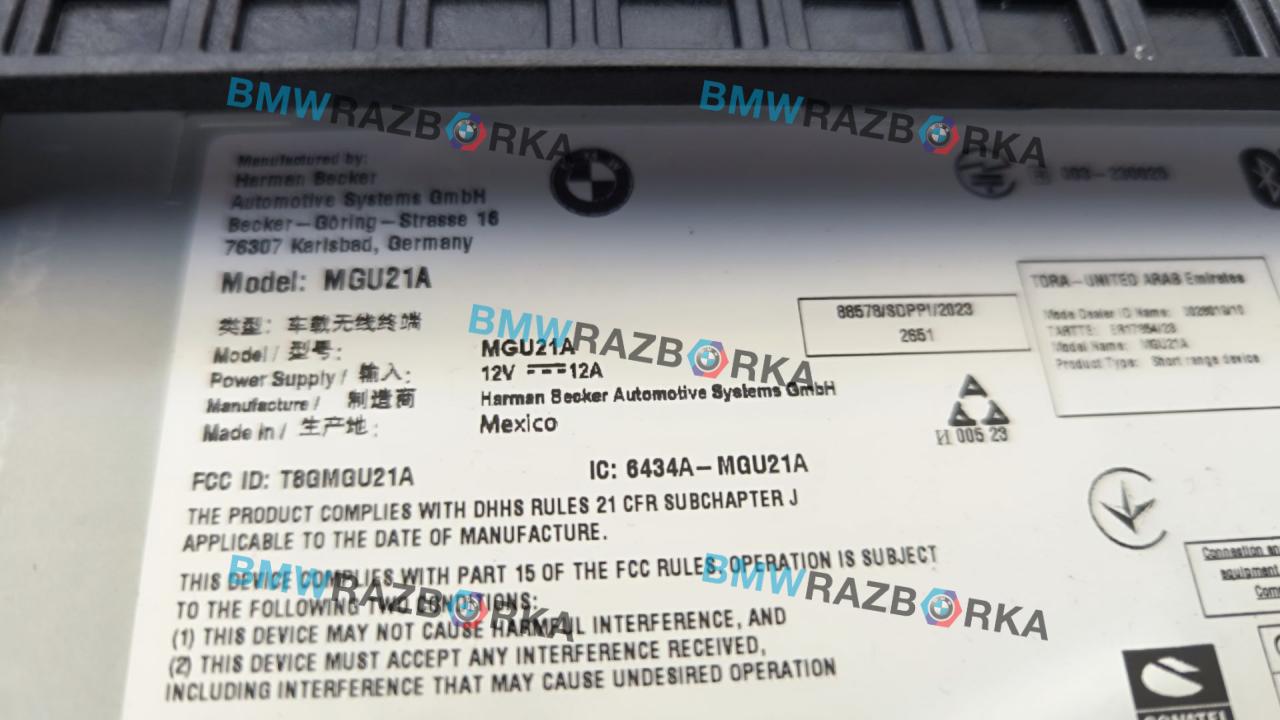 BMWRAZBORKA
BMWRAZBORKA
Manufactured by:
Harman Becker
Automotive Systems GmbH
Becker-Göring-Strasse 16
76307 Karlsbad, Germany
Model: MGU21A
类型: 车载无线终端
Model / 型号: MGU21A
Power Supply / 输入: 12V 12A
Manufacture / 制造商 Harman Becker Automotive Systems GmbH
Made in / 生产地: Mexico
BMWRAZBORKA
88578/SDPPI/2023
2651
TDRA-UNITED ARAB Emirates
Model Name: MGU21A
Product Type: Short range device
005 23
FCC ID: T8GMGU21A
IC: 6434A-MGU21A
THE PRODUCT COMPLIES WITH DHHS RULES 21 CFR SUBCHAPTER J
APPLICABLE TO THE DATE OF MANUFACTURE.
THIS DEVICE COMPLIES WITH PART 15 OF THE FCC RULES, OPERATION IS SUBJECT
TO THE FOLLOWING TWO CONDITIONS:
(1) THIS DEVICE MAY NOT CAUSE HARMFUL INTERFERENCE, AND
(2) THIS DEVICE MUST ACCEPT ANY INTERFERENCE RECEIVED,
INCLUDING INTERFERENCE THAT MAY CAUSE UNDESIRED OPERATION
BMWRAZBORKA
BMWRAZBORKA
Connection
equipment